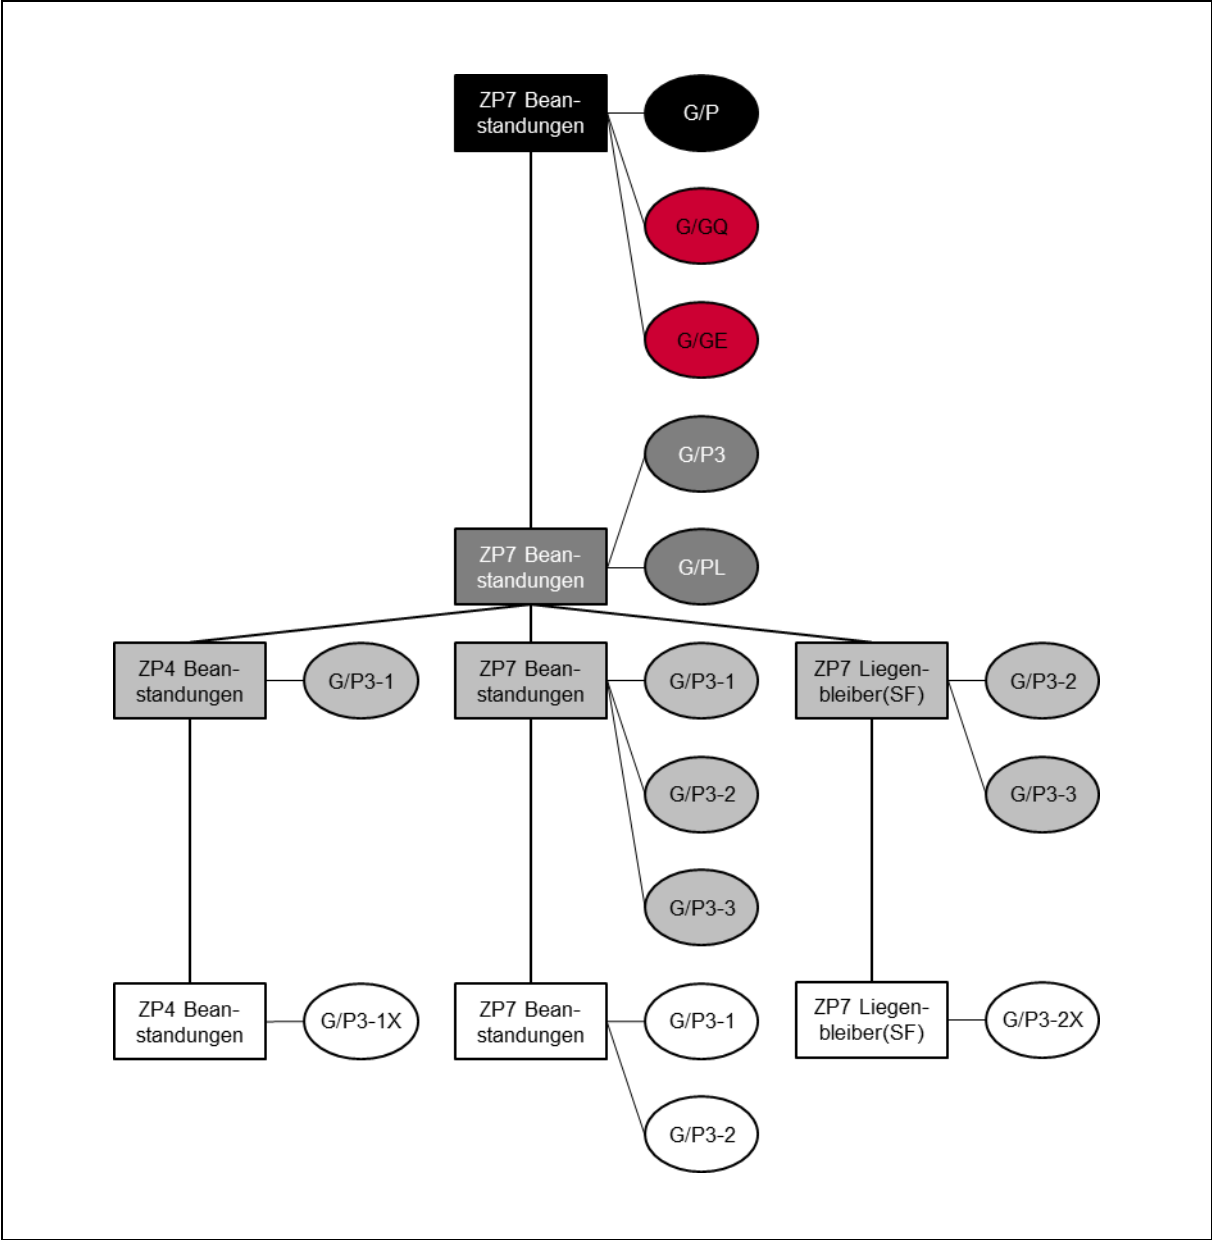 ZP7 Bean-
standungen
G/P
G/GQ
G/GE
G/P3
ZP7 Bean-
standungen
G/PL
ZP4 Bean-
standungen
G/P3-1
ZP7 Bean-
standungen
G/P3-1
ZP7 Liegen-
bleiber(SF)
G/P3-2
G/P3-2
G/P3-3
G/P3-3
ZP4 Bean-
standungen
G/P3-1X
ZP7 Bean-
standungen
G/P3-1
ZP7 Liegen-
bleiber(SF)
G/P3-2X
G/P3-2